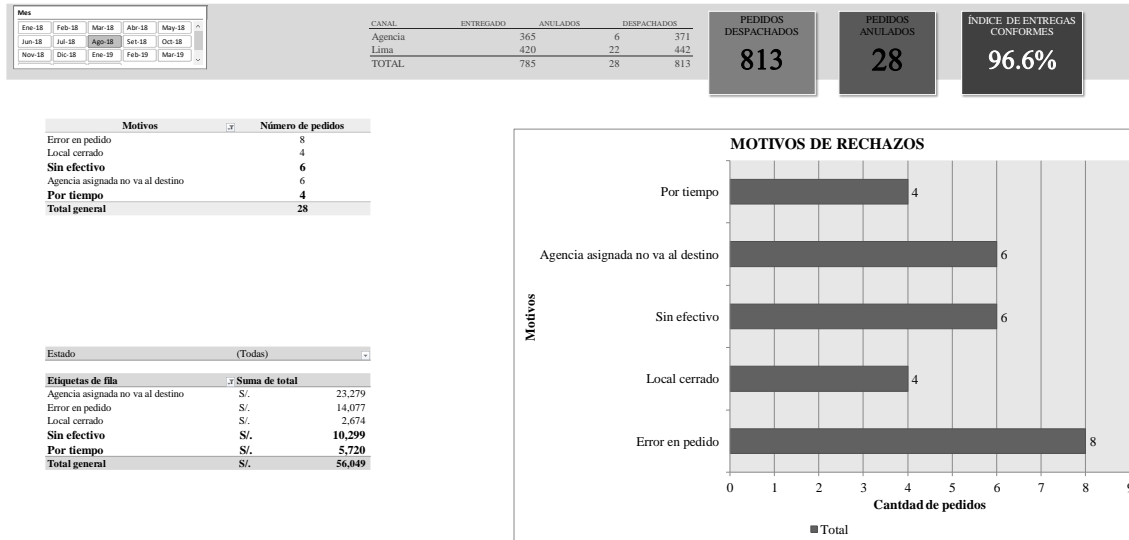 Mes
Ene-18 Feb-18 Mar-18 Abr-18 May-18
Jun-18 Jul-18 Ago-18 Set-18 Oct-18
Nov-18 Dic-18 Ene-19 Feb-19 Mar-19
CANAL ENTREGADO ANULADOS DESPACHADOS
Agencia 365 6 371
Lima 420 22 442
TOTAL 785 28 813
PEDIDOS
DESPACHADOS
813
PEDIDOS
ANULADOS
28
ÍNDICE DE ENTREGAS
CONFORMES
96.6%
Motivos Número de pedidos
Error en pedido 8
Local cerrado 4
Sin efectivo 6
Agencia asignada no va al destino 6
Por tiempo 4
Total general 28
Estado (Todas)
Etiquetas de fila Suma de total
Agencia asignada no va al destino S/. 23,279
Error en pedido S/. 14,077
Local cerrado S/. 2,674
Sin efectivo S/. 10,299
Por tiempo S/. 5,720
Total general S/. 56,049
MOTIVOS DE RECHAZOS
Motivos
Por tiempo 4
Agencia asignada no va al destino 6
Sin efectivo 6
Local cerrado 4
Error en pedido 8
0 1 2 3 4 5 6 7 8 9
Cantdad de pedidos
Total